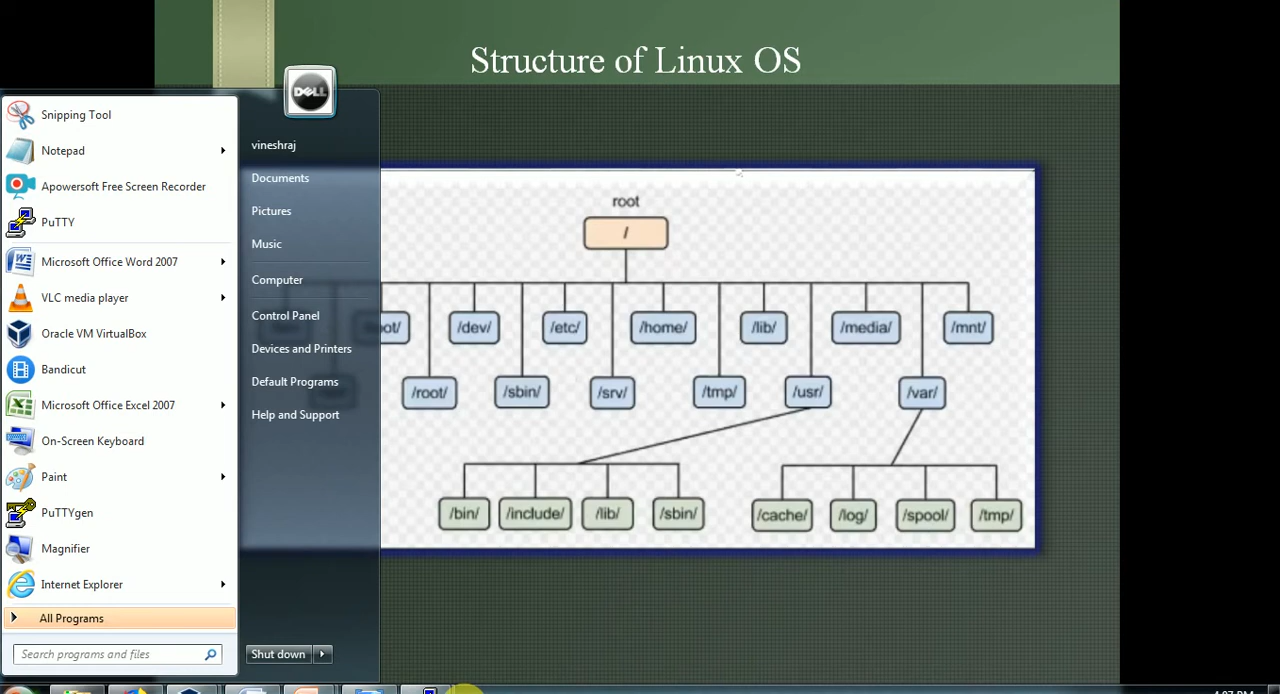 Structure of Linux OS
DELL
Snipping Tool
Notepad
Apowersoft Free Screen Recorder
PuTTY
Microsoft Office Word 2007
VLC media player
Oracle VM VirtualBox
Bandicut
Microsoft Office Excel 2007
On-Screen Keyboard
Paint
PuTTYgen
Magnifier
Internet Explorer
All Programs
Search programs and files
vineshraj
Documents
Pictures
Music
Computer
Control Panel
Devices and Printers
Default Programs
Help and Support
Shut down
root
/
/dev/ /etc/ /home/ /lib/ /media/ /mnt/
/root/ /sbin/ /srv/ /tmp/ /usr/ /var/
/bin/ /include/ /lib/ /sbin/ /cache/ /log/ /spool/ /tmp/